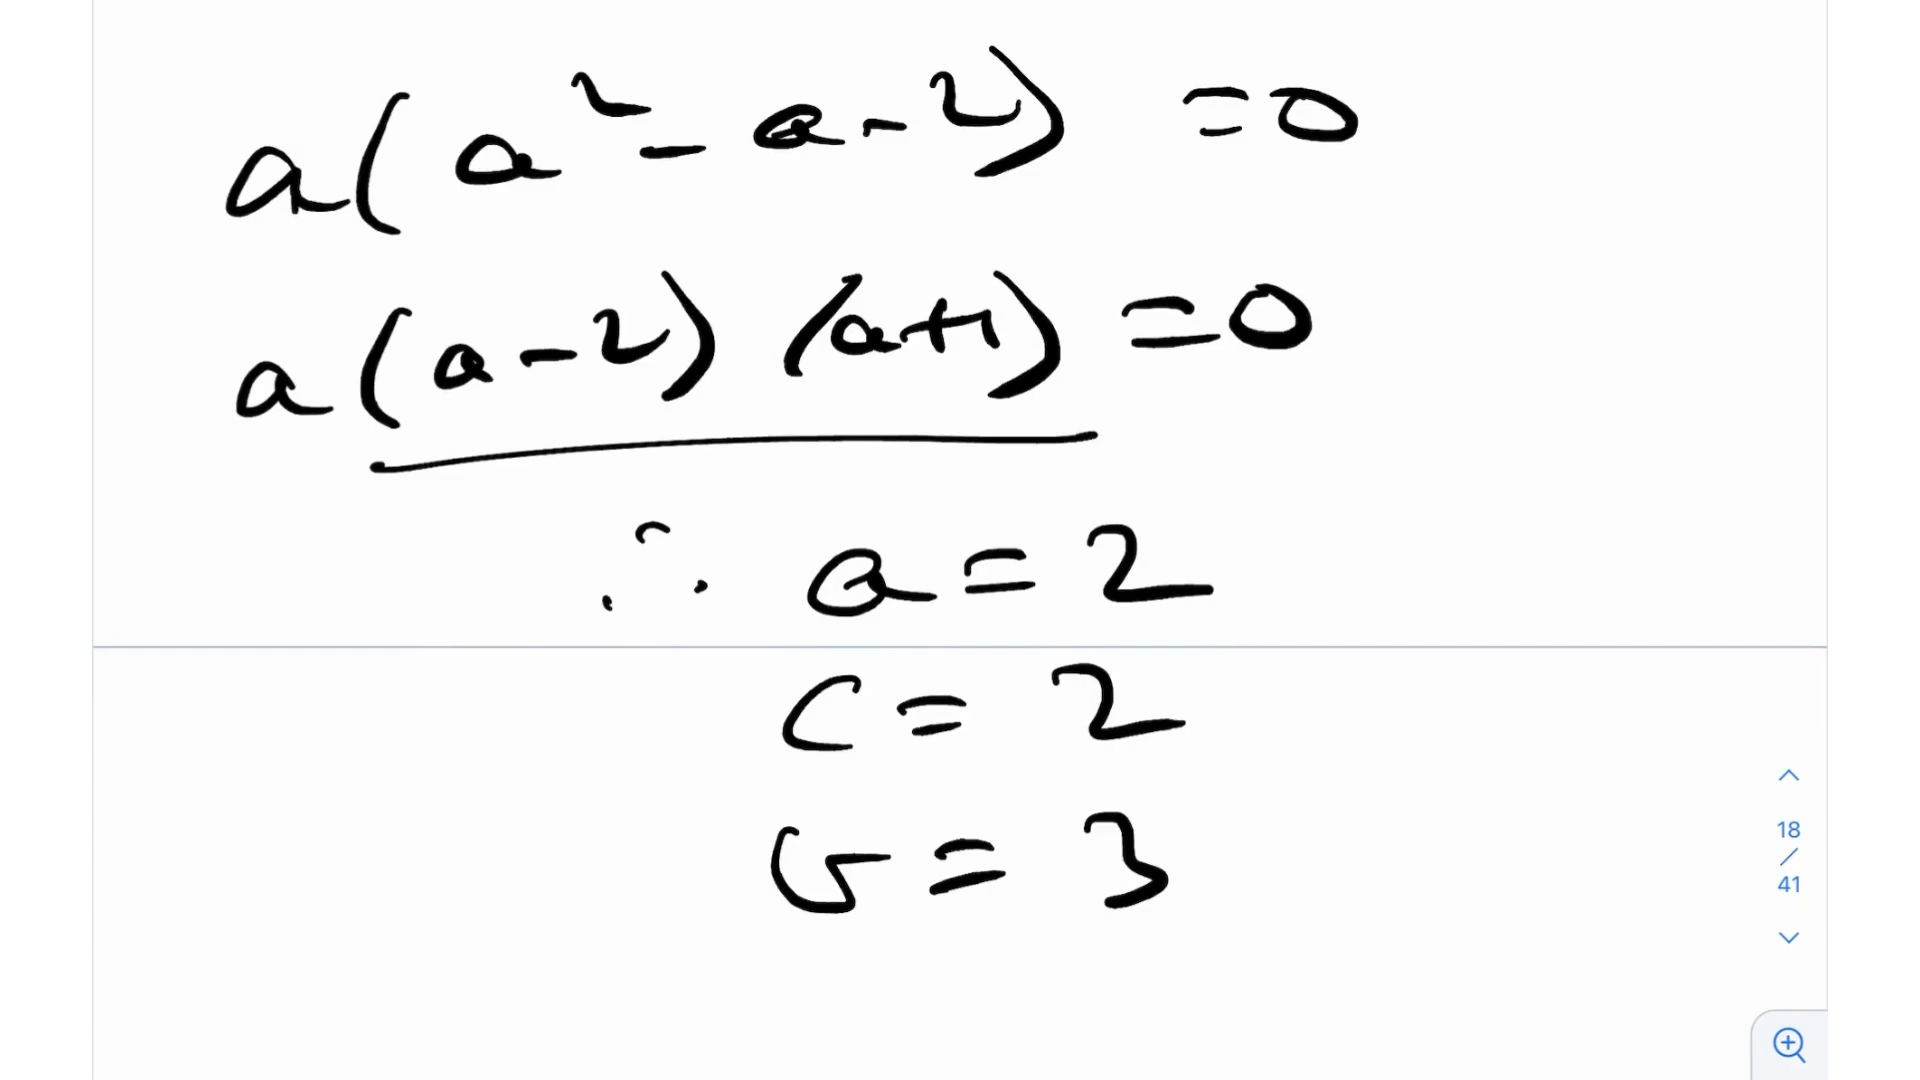 a(a² - a - 2) = 0
a(a - 2) (a+1) = 0
∴ a = 2
c = 2
b = 3
18
/
41